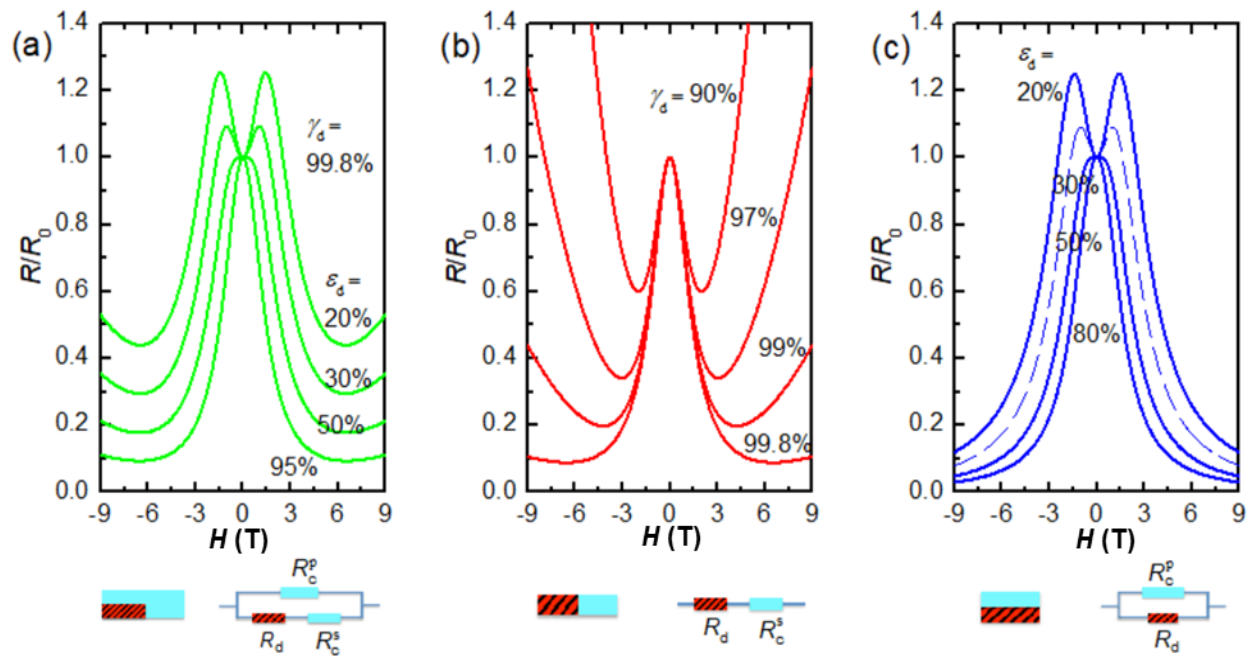 (a)
R/R0
1.4
1.2
1.0
0.8
0.6
0.4
0.2
0.0
γd =
99.8%
εd =
20%
30%
50%
95%
-9 -6 -3 0 3 6 9
H (T)
(b)
R/R0
1.4
1.2
1.0
0.8
0.6
0.4
0.2
0.0
γd = 90%
97%
99%
99.8%
-9 -6 -3 0 3 6 9
H (T)
(c)
R/R0
1.4
1.2
1.0
0.8
0.6
0.4
0.2
0.0
εd =
20%
30%
50%
80%
-9 -6 -3 0 3 6 9
H (T)
Rcp
Rd Rcs
Rd Rcs
Rcp
Rd